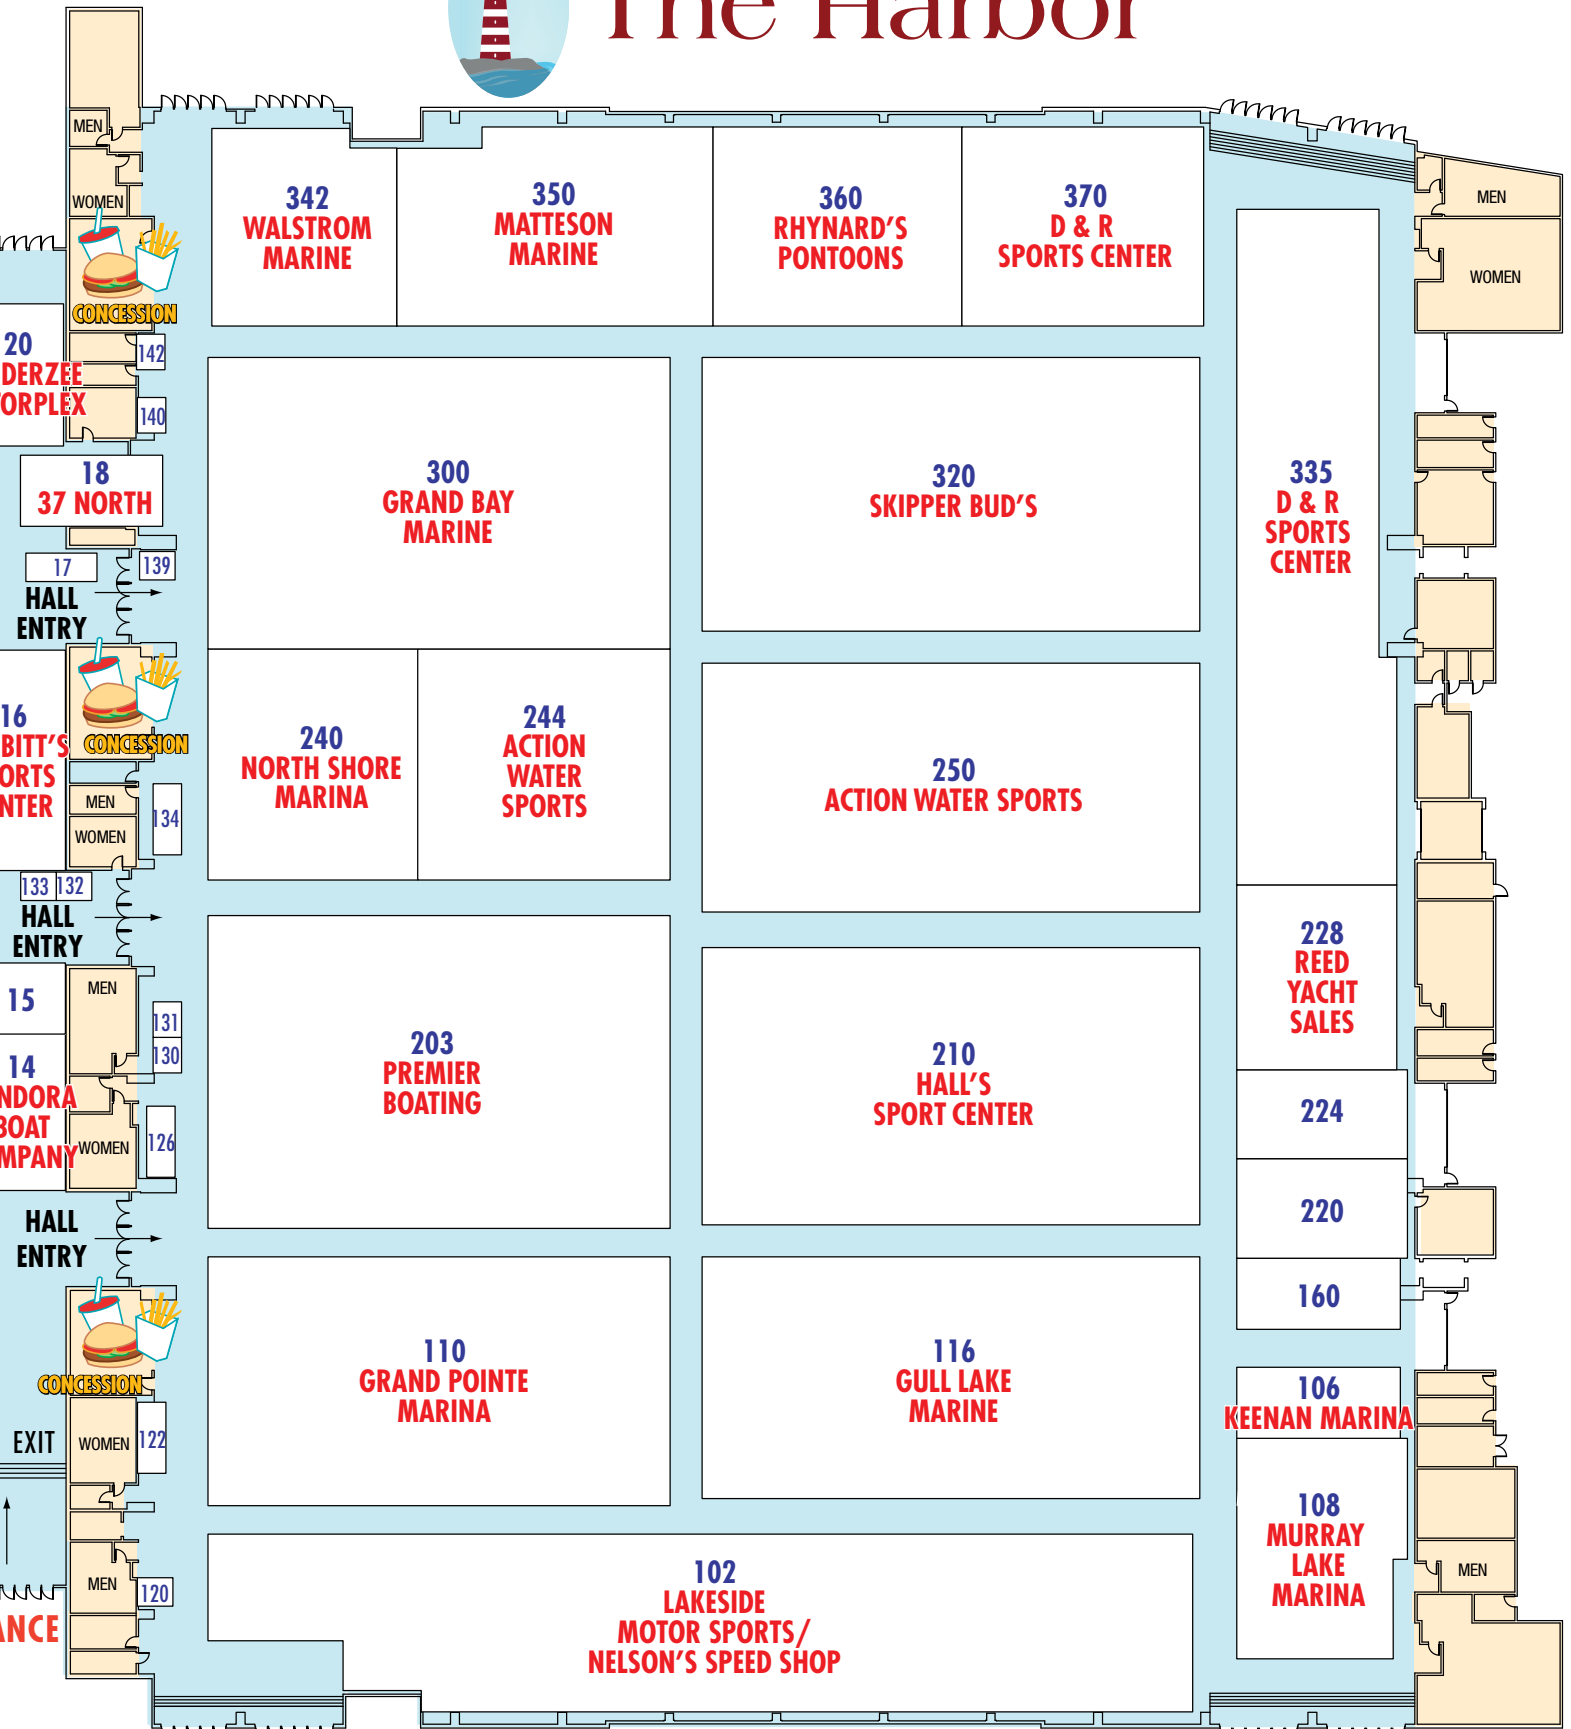 The Harbor
MEN
WOMEN
CONCESSION
342
WALSTROM
MARINE
350
MATTESON
MARINE
360
RHYNARD'S
PONTOONS
370
D & R
SPORTS CENTER
MEN
WOMEN
20
DERZEE
ORPLEX
142
140
18
37 NORTH
17
139
HALL
ENTRY
300
GRAND BAY
MARINE
320
SKIPPER BUD'S
335
D & R
SPORTS
CENTER
CONCESSION
16
BITT'S
ORTS
NTER
MEN
WOMEN
134
133
132
HALL
ENTRY
240
NORTH SHORE
MARINA
244
ACTION
WATER
SPORTS
250
ACTION WATER SPORTS
228
REED
YACHT
SALES
15
MEN
131
130
14
NDORA
BOAT
MPANY
WOMEN
126
203
PREMIER
BOATING
210
HALL'S
SPORT CENTER
224
220
160
HALL
ENTRY
CONCESSION
EXIT
WOMEN
122
110
GRAND POINTE
MARINA
116
GULL LAKE
MARINE
106
KEENAN MARINA
108
MURRAY
LAKE
MARINA
MEN
MEN
120
ANCE
102
LAKESIDE
MOTOR SPORTS/
NELSON'S SPEED SHOP